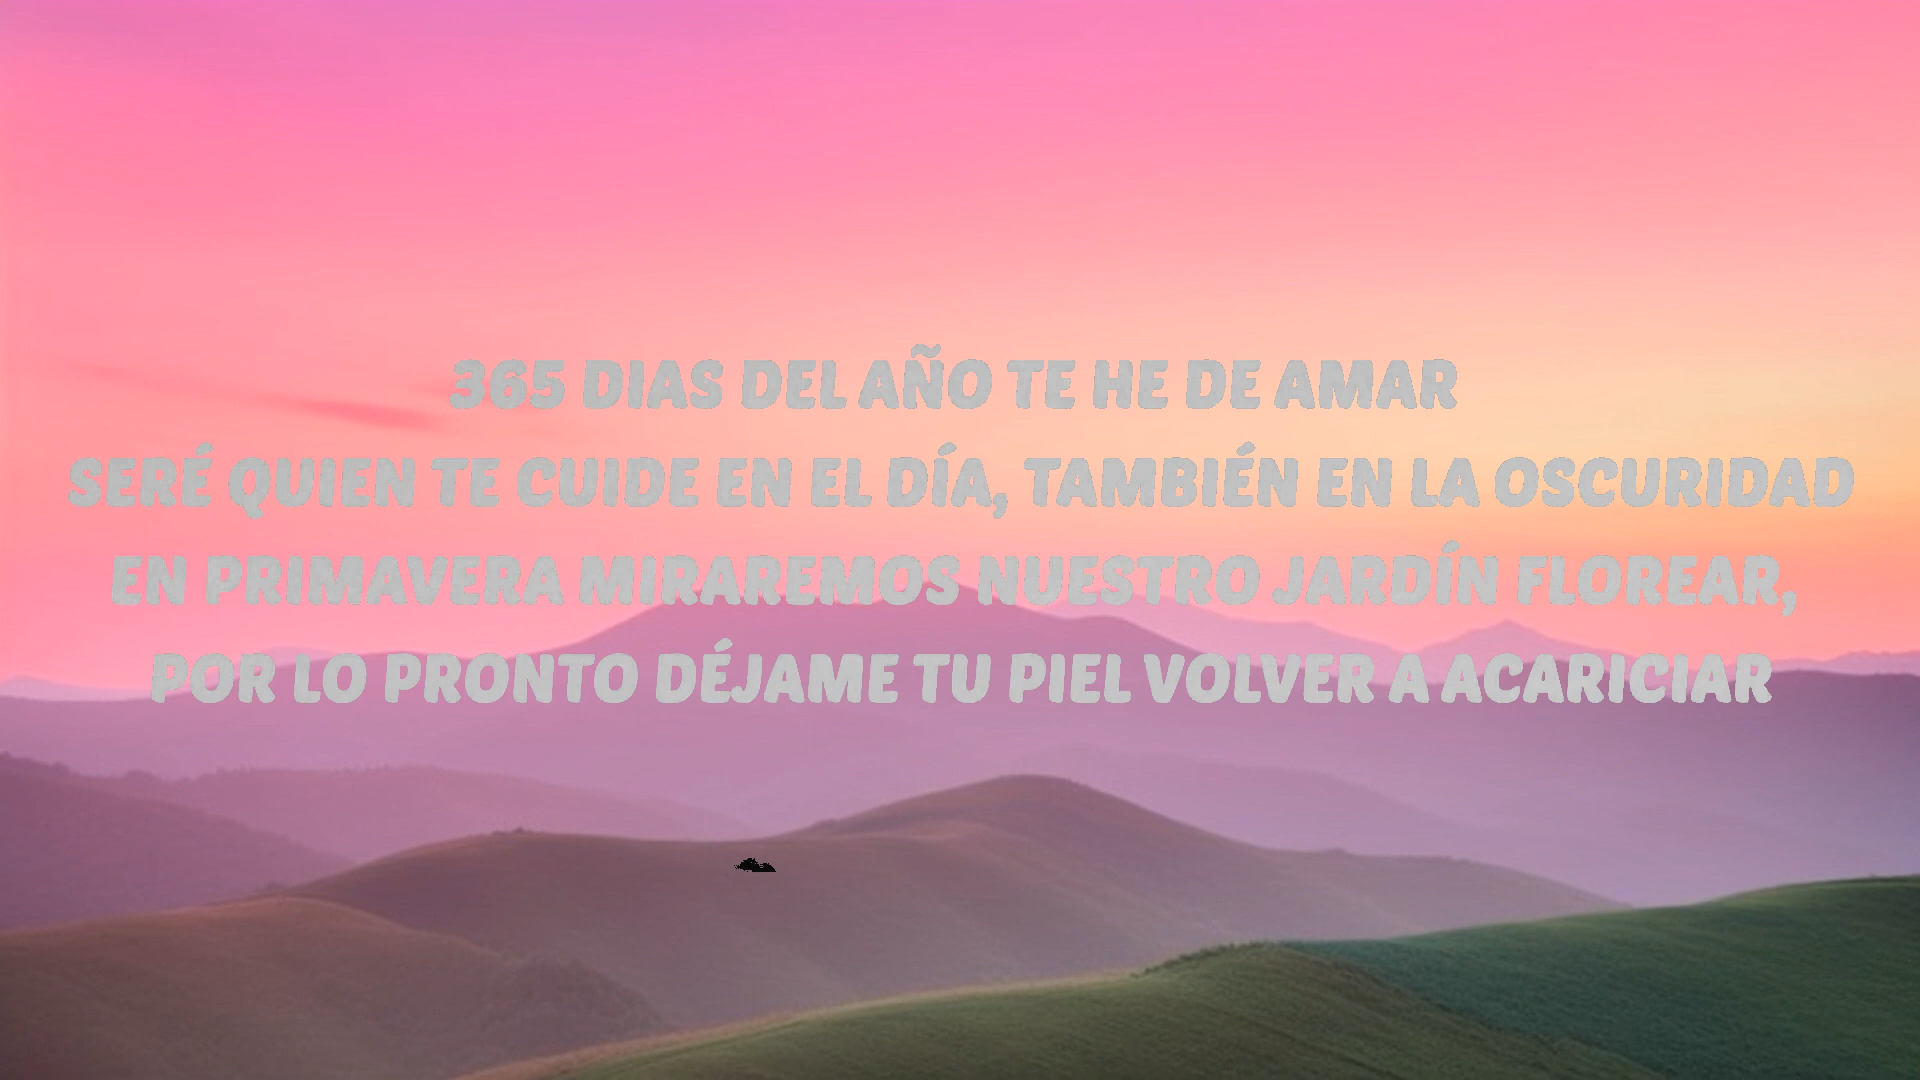 365 DIAS DEL AÑO TE HE DE AMAR
SERÉ QUIEN TE CUIDE EN EL DÍA, TAMBIÉN EN LA OSCURIDAD
EN PRIMAVERA MIRAREMOS NUESTRO JARDÍN FLOREAR,
POR LO PRONTO DÉJAME TU PIEL VOLVER A ACARICIAR